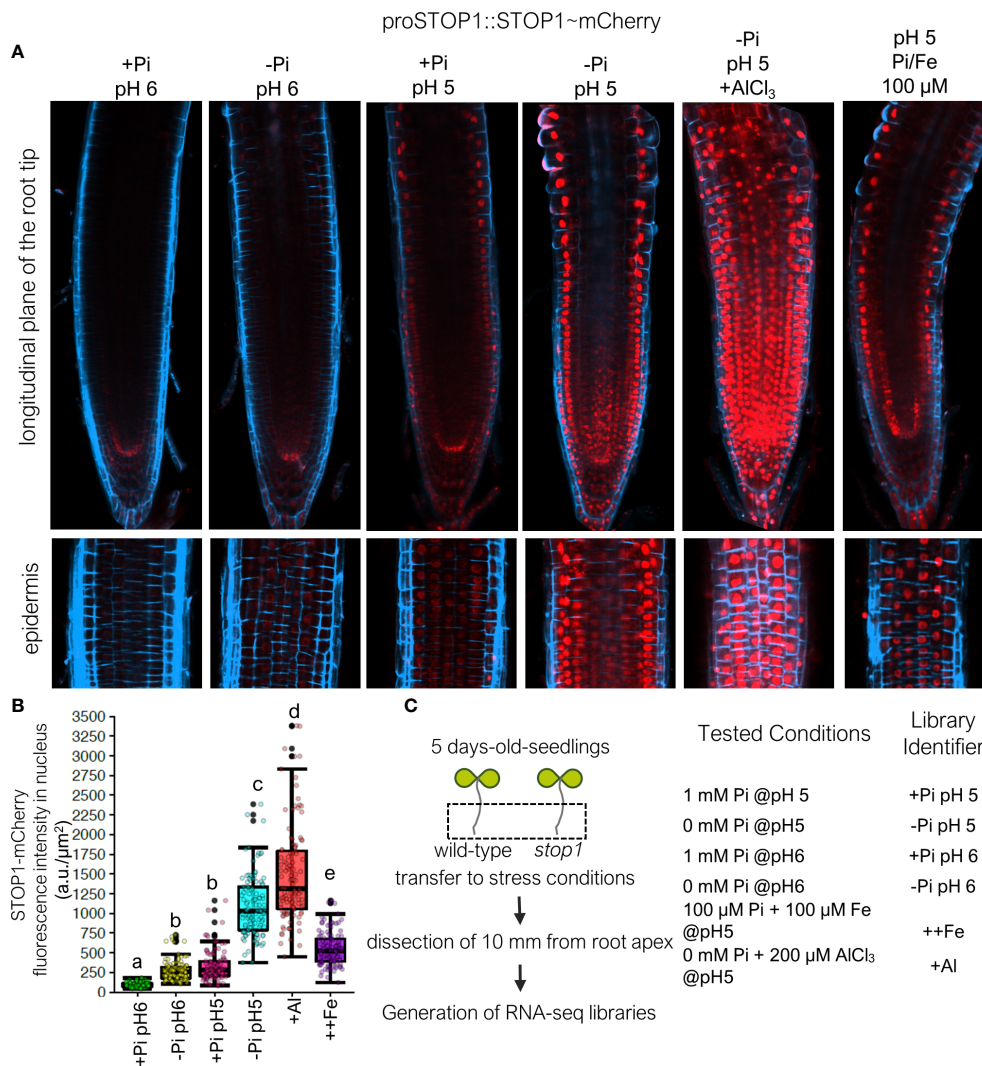 proSTOP1::STOP1~mCherry
A
+Pi
pH 6
-Pi
pH 6
+Pi
pH 5
-Pi
pH 5
-Pi
pH 5
+AlCl₃
pH 5
Pi/Fe
100 µM
longitudinal plane of the root tip
epidermis
B
STOP1-mCherry
fluorescence intensity in nucleus
(a.u./µm²)
3500
3250
3000
2750
2500
2250
2000
1750
1500
1250
1000
750
500
250
0
a
b
b
c
d
e
+Pi pH6
-Pi pH6
+Pi pH5
-Pi pH5
+Al
++Fe
C
5 days-old-seedlings
wild-type
stop1
transfer to stress conditions
dissection of 10 mm from root apex
Generation of RNA-seq libraries
Tested Conditions
Library
Identifier
1 mM Pi @pH 5
+Pi pH 5
0 mM Pi @pH5
-Pi pH 5
1 mM Pi @pH6
+Pi pH 6
0 mM Pi @pH6
-Pi pH 6
100 µM Pi + 100 µM Fe
@pH5
++Fe
0 mM Pi + 200 µM AlCl₃
@pH5
+Al